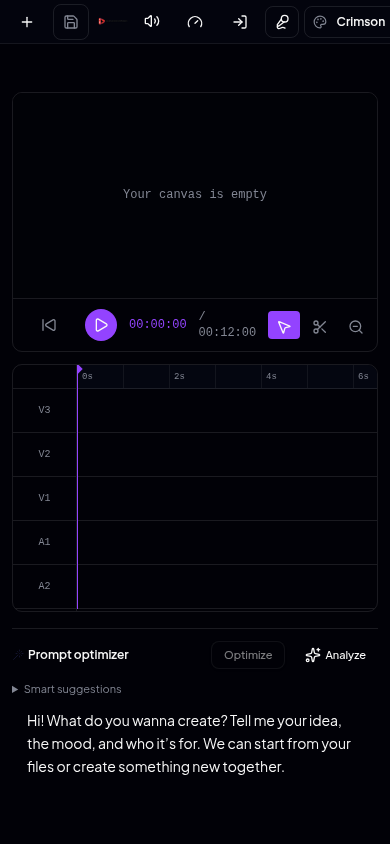 Crimson
Your canvas is empty
00:00:00
/
00:12:00
0s 2s 4s 6s
V3
V2
V1
A1
A2
Prompt optimizer Optimize Analyze
Smart suggestions
Hi! What do you wanna create? Tell me your idea,
the mood, and who it's for. We can start from your
files or create something new together.